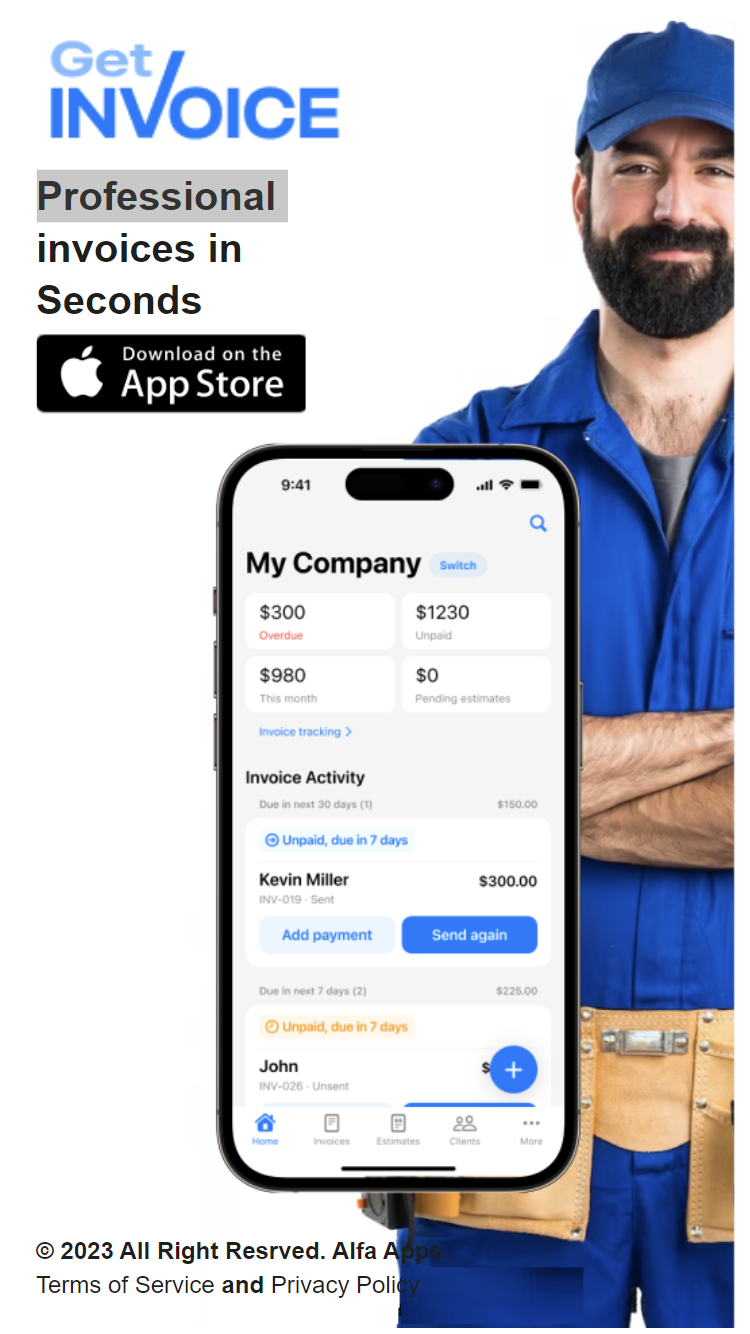 Get
INVOICE
Professional
invoices in
Seconds
Download on the
App Store
9:41
My Company Switch
$300 $1230
Overdue Unpaid
$980 $0
This month Pending estimates
Invoice tracking >
Invoice Activity
Due in next 30 days (1) $150.00
Unpaid, due in 7 days
Kevin Miller $300.00
INV-019 · Sent
Add payment Send again
Due in next 7 days (2) $225.00
Unpaid, due in 7 days
John $
+
INV-026 · Unsent
Home Invoices Estimates Clients More
© 2023 All Right Resrved. Alfa Apps
Terms of Service and Privacy Policy